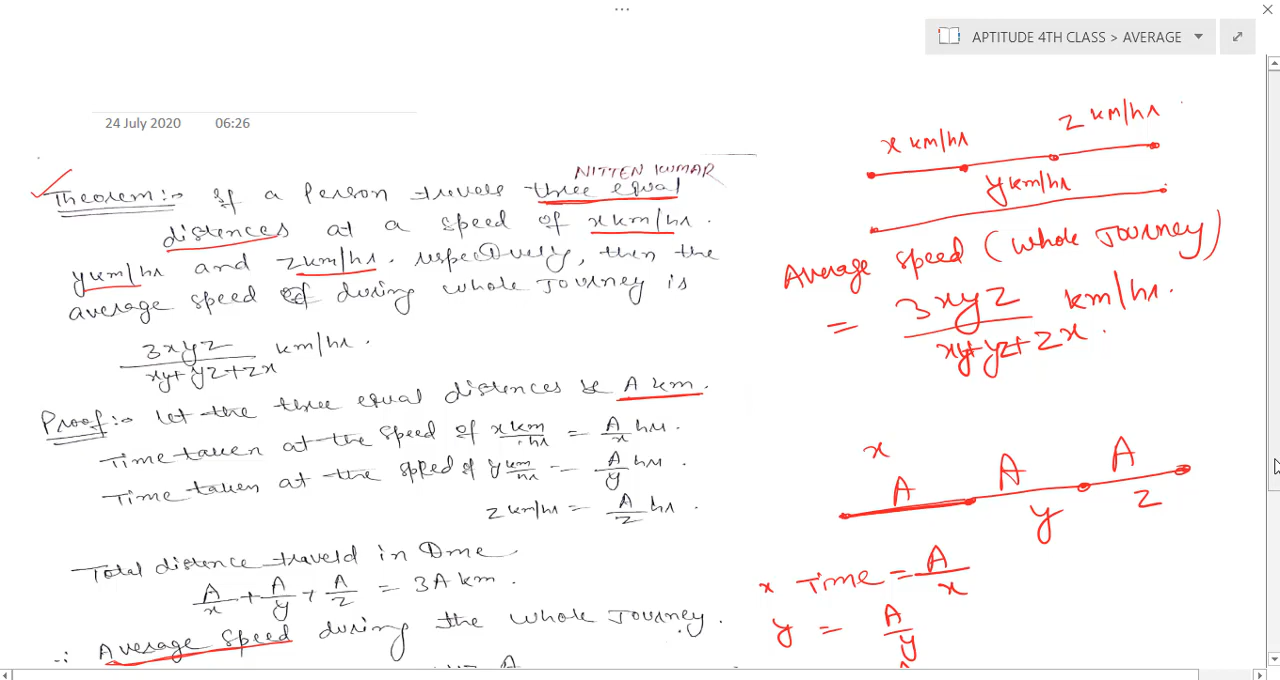 APTITUDE 4TH CLASS > AVERAGE
24 July 2020 06:26
NITTEN KUMAR
Theorem:- If a Person travels three equal
distences at a speed of x km/hr.
y km/hr and z km/hr. respectively, then the
average speed of during whole Journey is
3xyz / xy+yz+zx km/hr.
Proof:- Let the three equal distences be A km.
Time taken at the speed of x km/hr = A/x hr.
Time taken at the speed of y km/hr = A/y hr.
z km/hr = A/z hr.
Total distence traveld in time
A/x + A/y + A/z = 3A km.
∴ Average speed during the whole Journey.
x km/hr
z km/hr
y km/hr
Average speed (whole Journey)
= 3xyz / xy+yz+zx km/hr.
x
A A A
y z
x Time = A/x
y = A/y